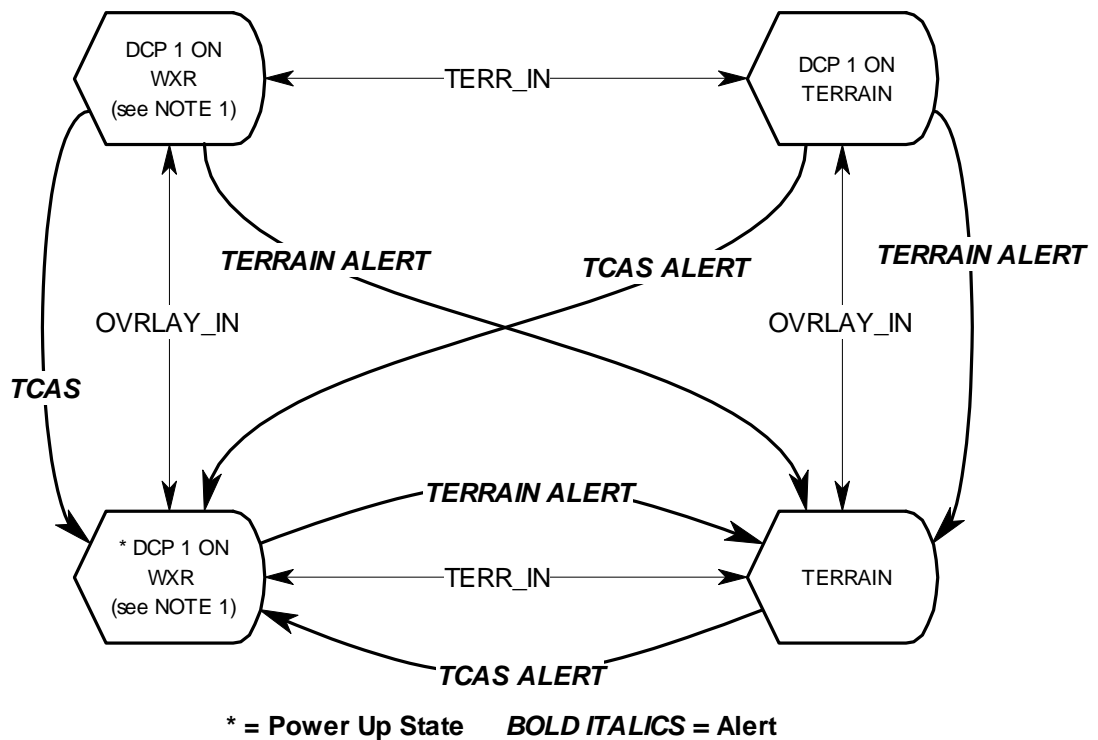 DCP 1 ON
WXR
(see NOTE 1)
TERR_IN
DCP 1 ON
TERRAIN
TERRAIN ALERT
TCAS ALERT
TERRAIN ALERT
OVRLAY_IN
OVRLAY_IN
TCAS
TERRAIN ALERT
* DCP 1 ON
WXR
(see NOTE 1)
TERR_IN
TERRAIN
TCAS ALERT
* = Power Up State BOLD ITALICS = Alert